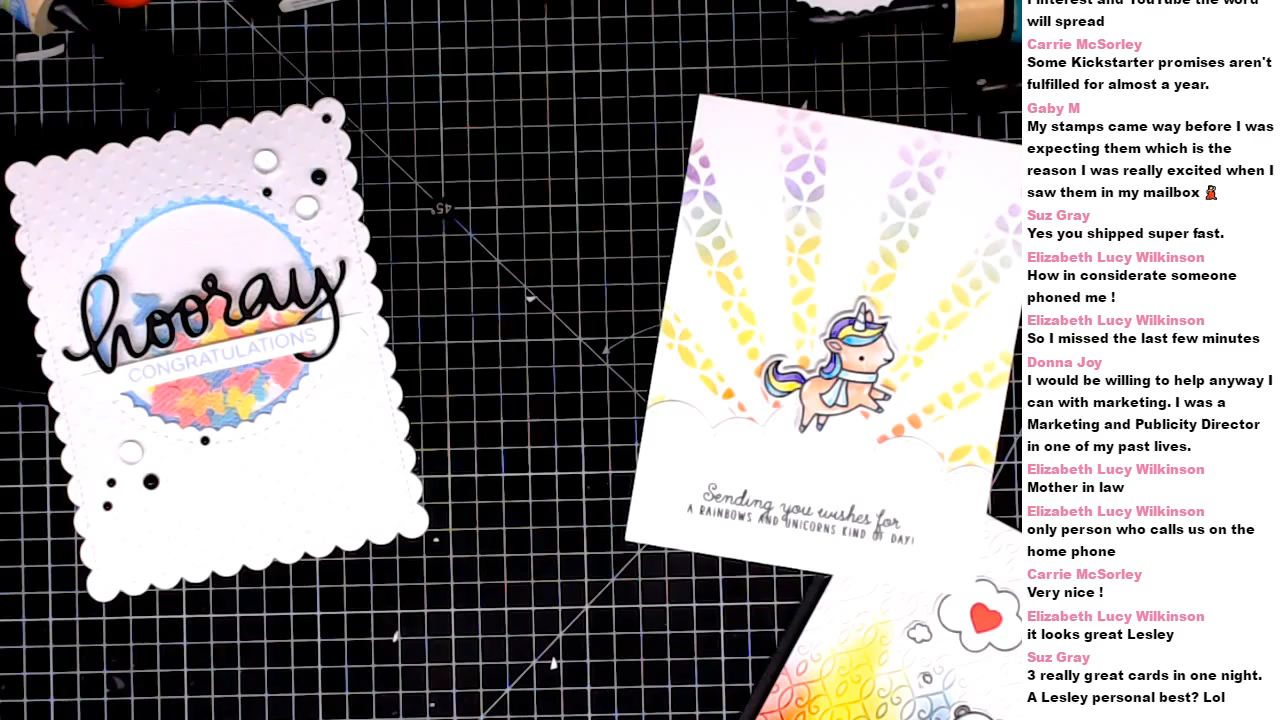 hooray
CONGRATULATIONS
45°
Sending you wishes for
A RAINBOWS AND UNICORNS KIND OF DAY!
Pinterest and YouTube the word
will spread
Carrie McSorley
Some Kickstarter promises aren't
fulfilled for almost a year.
Gaby M
My stamps came way before I was
expecting them which is the
reason I was really excited when I
saw them in my mailbox 💃
Suz Gray
Yes you shipped super fast.
Elizabeth Lucy Wilkinson
How in considerate someone
phoned me !
Elizabeth Lucy Wilkinson
So I missed the last few minutes
Donna Joy
I would be willing to help anyway I
can with marketing. I was a
Marketing and Publicity Director
in one of my past lives.
Elizabeth Lucy Wilkinson
Mother in law
Elizabeth Lucy Wilkinson
only person who calls us on the
home phone
Carrie McSorley
Very nice !
Elizabeth Lucy Wilkinson
it looks great Lesley
Suz Gray
3 really great cards in one night.
A Lesley personal best? Lol